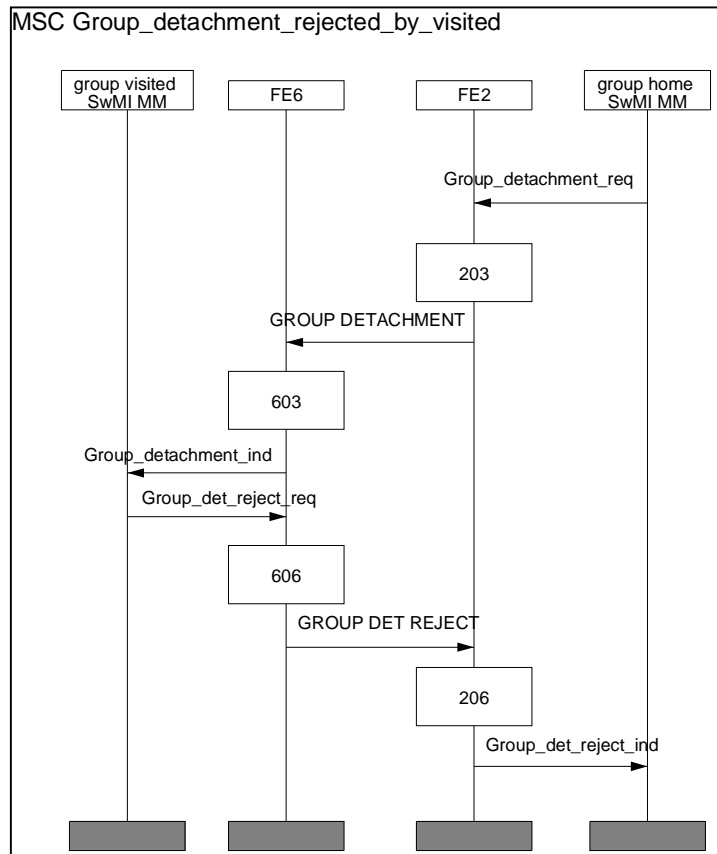 MSC Group_detachment_rejected_by_visited
group visited
SwMI MM
FE6
FE2
group home
SwMI MM
Group_detachment_req
203
GROUP DETACHMENT
603
Group_detachment_ind
Group_det_reject_req
606
GROUP DET REJECT
206
Group_det_reject_ind